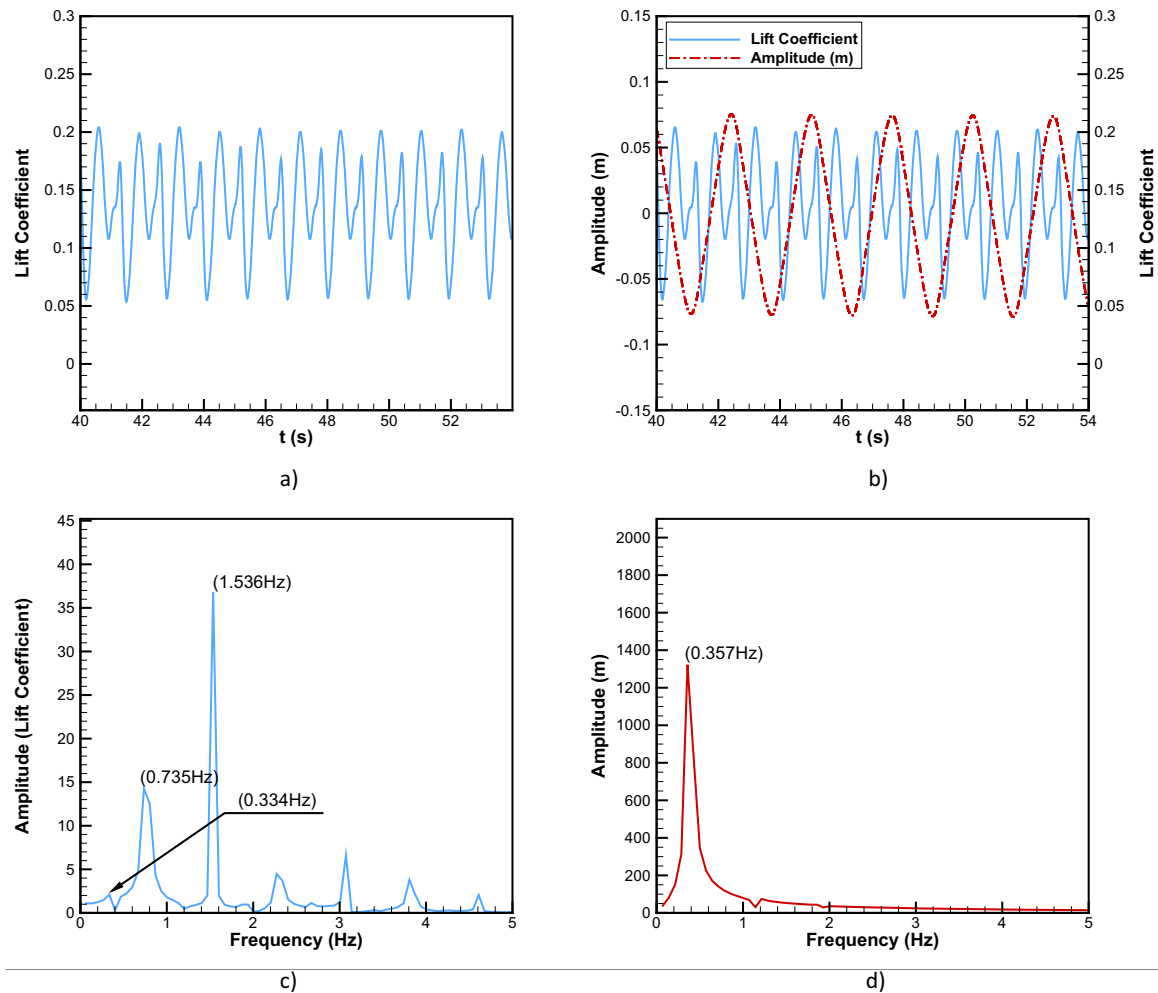 0.3
0.25
0.2
0.15
0.1
0.05
0
Lift Coefficient
40 42 44 46 48 50 52
t (s)
a)
0.15
0.1
0.05
0
-0.05
-0.1
-0.15
Amplitude (m)
Lift Coefficient
Amplitude (m)
0.3
0.25
0.2
0.15
0.1
0.05
0
Lift Coefficient
40 42 44 46 48 50 52 54
t (s)
b)
45
40
35
30
25
20
15
10
5
0
Amplitude (Lift Coefficient)
(1.536Hz)
(0.735Hz)
(0.334Hz)
0 1 2 3 4 5
Frequency (Hz)
c)
2000
1800
1600
1400
1200
1000
800
600
400
200
0
Amplitude (m)
(0.357Hz)
0 1 2 3 4 5
Frequency (Hz)
d)